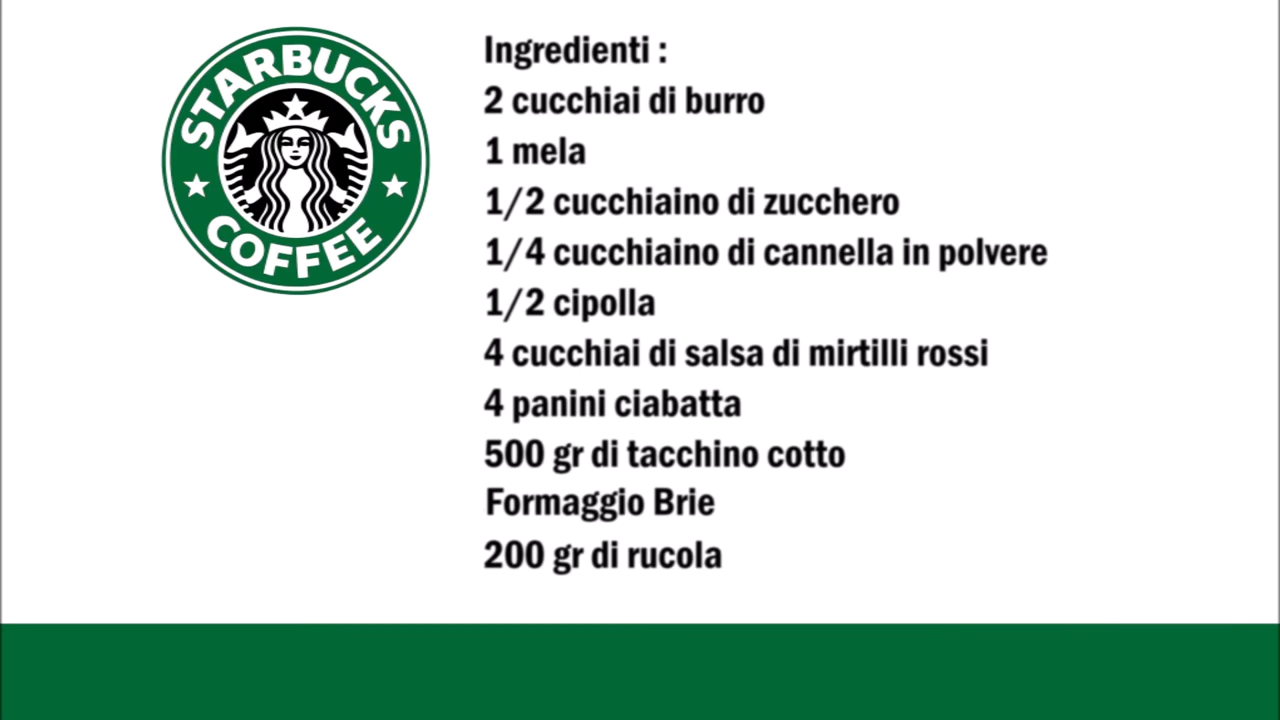 STARBUCKS
COFFEE
Ingredienti :
2 cucchiai di burro
1 mela
1/2 cucchiaino di zucchero
1/4 cucchiaino di cannella in polvere
1/2 cipolla
4 cucchiai di salsa di mirtilli rossi
4 panini ciabatta
500 gr di tacchino cotto
Formaggio Brie
200 gr di rucola